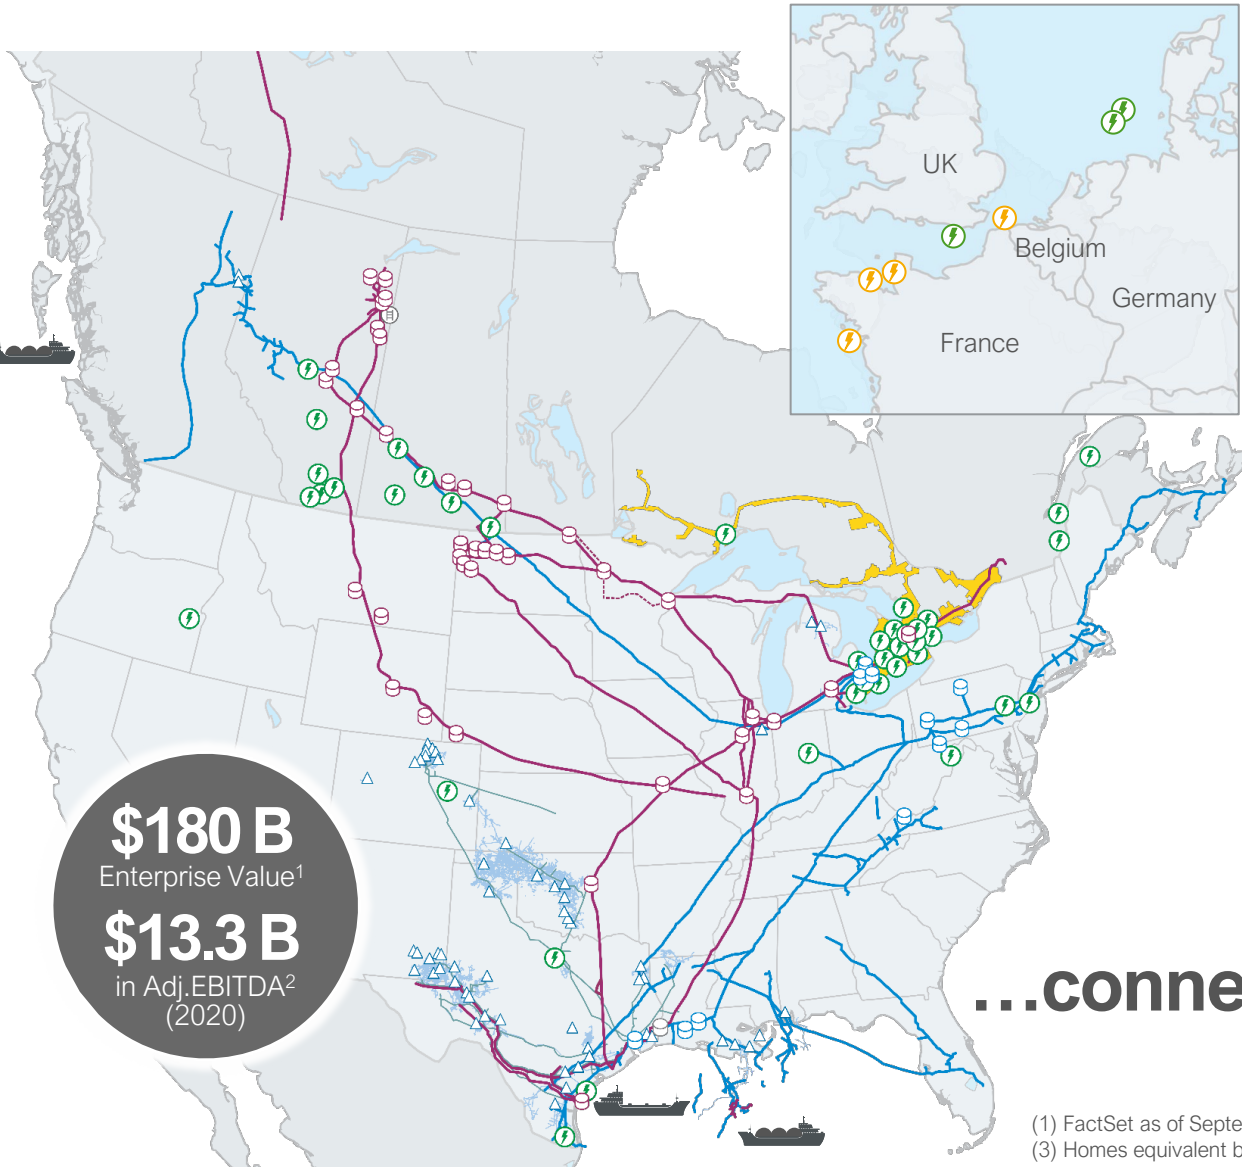 UK
Belgium
Germany
France
$180 B
Enterprise Value1
$13.3 B
in Adj.EBITDA2
(2020)
...conne
(1) FactSet as of Septe
(3) Homes equivalent b